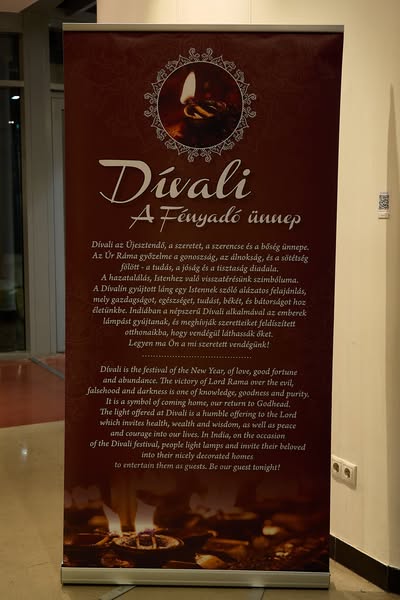 Dívali
A Fényadó ünnep
Dívali az Újesztendő, a szeretet, a szerencse és a bőség ünnepe.
Az Úr Ráma győzelme a gonoszság, az álnokság, és a sötétség
fölött - a tudás, a jóság és a tisztaság diadala.
A hazatalálás, Istenhez való visszatérésünk szimbóluma.
A Dívalin gyújtott láng egy Istennek szóló alázatos felajánlás,
mely gazdagságot, egészséget, tudást, békét, és bátorságot hoz
életünkbe. Indiában a népszerű Dívali alkalmával az emberek
lámpást gyújtanak, és meghívják szeretteiket feldíszített
otthonaikba, hogy vendégül láthassák őket.
Legyen ma Ön a mi szeretett vendégünk!
Dívali is the festival of the New Year, of love, good fortune
and abundance. The victory of Lord Rama over the evil,
falsehood and darkness is one of knowledge, goodness and purity.
It is a symbol of coming home, our return to Godhead.
The light offered at Divali is a humble offering to the Lord
which invites health, wealth and wisdom, as well as peace
and courage into our lives. In India, on the occasion
of the Divali festival, people light lamps and invite their beloved
into their nicely decorated homes
to entertain them as guests. Be our guest tonight!